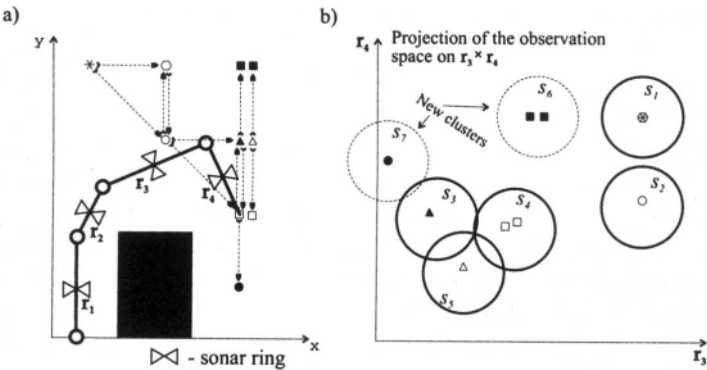 a)
y
r3
r4
r2
r1
x
- sonar ring
b)
r4
Projection of the observation
space on r3 × r4
New clusters
S6
S1
S7
S2
S3
S4
S5
r3